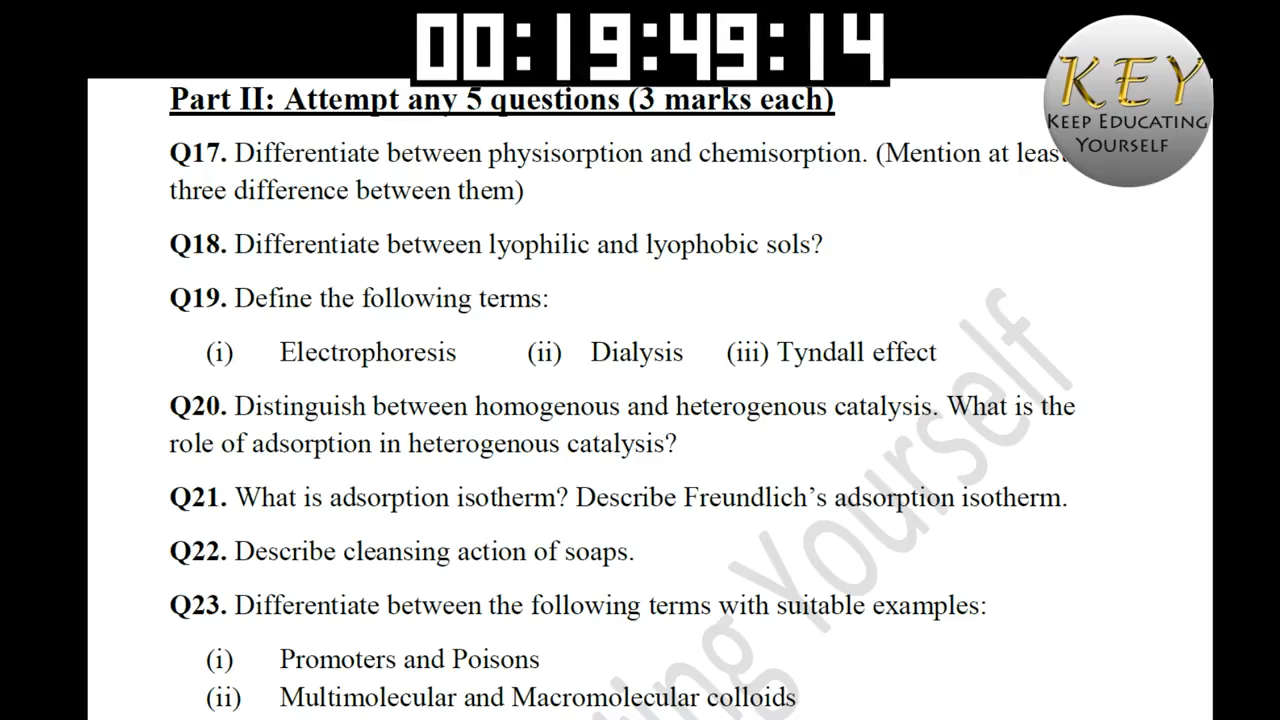 00:19:49:14
KEY
KEEP EDUCATING
YOURSELF
Part II: Attempt any 5 questions (3 marks each)
Q17. Differentiate between physisorption and chemisorption. (Mention at least
three difference between them)
Q18. Differentiate between lyophilic and lyophobic sols?
Q19. Define the following terms:
(i) Electrophoresis (ii) Dialysis (iii) Tyndall effect
Q20. Distinguish between homogenous and heterogenous catalysis. What is the
role of adsorption in heterogenous catalysis?
Q21. What is adsorption isotherm? Describe Freundlich’s adsorption isotherm.
Q22. Describe cleansing action of soaps.
Q23. Differentiate between the following terms with suitable examples:
(i) Promoters and Poisons
(ii) Multimolecular and Macromolecular colloids
Yourself